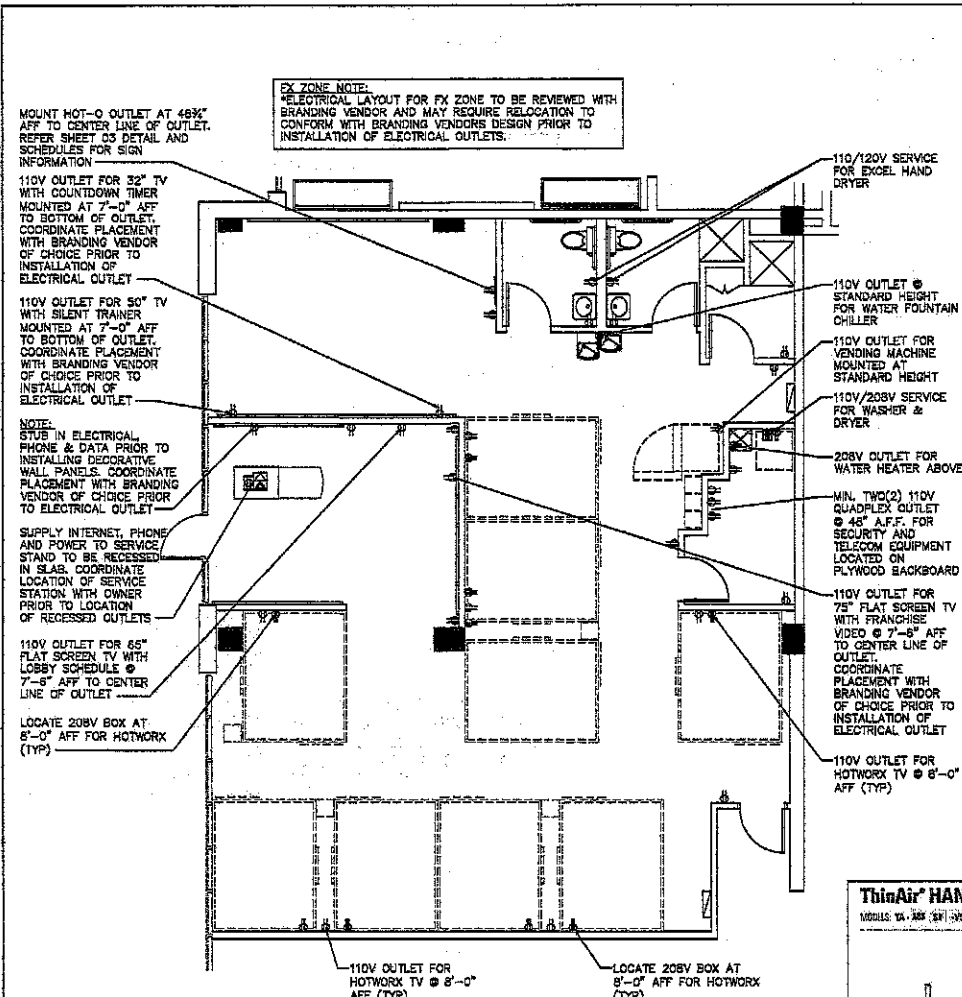 FX ZONE NOTE:
*ELECTRICAL LAYOUT FOR FX ZONE TO BE REVIEWED WITH
BRANDING VENDOR AND MAY REQUIRE RELOCATION TO
CONFORM WITH BRANDING VENDORS DESIGN PRIOR TO
INSTALLATION OF ELECTRICAL OUTLETS.
MOUNT HOT-O OUTLET AT 48¾"
AFF TO CENTER LINE OF OUTLET.
REFER SHEET D3 DETAIL AND
SCHEDULES FOR SIGN
INFORMATION
110V OUTLET FOR 32" TV
WITH COUNTDOWN TIMER
MOUNTED AT 7'-0" AFF
TO BOTTOM OF OUTLET.
COORDINATE PLACEMENT
WITH BRANDING VENDOR
OF CHOICE PRIOR TO
INSTALLATION OF
ELECTRICAL OUTLET
110V OUTLET FOR 50" TV
WITH SILENT TRAINER
MOUNTED AT 7'-0" AFF
TO BOTTOM OF OUTLET.
COORDINATE PLACEMENT
WITH BRANDING VENDOR
OF CHOICE PRIOR TO
INSTALLATION OF
ELECTRICAL OUTLET
NOTE:
STUB IN ELECTRICAL,
PHONE & DATA PRIOR TO
INSTALLING DECORATIVE
WALL PANELS. COORDINATE
PLACEMENT WITH BRANDING
VENDOR OF CHOICE PRIOR
TO ELECTRICAL OUTLET
SUPPLY INTERNET, PHONE
AND POWER TO SERVICE
STAND TO BE RECESSED
IN SLAB. COORDINATE
LOCATION OF SERVICE
STATION WITH OWNER
PRIOR TO LOCATION
OF RECESSED OUTLETS
110V OUTLET FOR 65"
FLAT SCREEN TV WITH
LOBBY SCHEDULE @
7'-6" AFF TO CENTER
LINE OF OUTLET
LOCATE 208V BOX AT
8'-0" AFF FOR HOTWORX
(TYP)
110/120V SERVICE
FOR EXCEL HAND
DRYER
110V OUTLET @
STANDARD HEIGHT
FOR WATER FOUNTAIN
CHILLER
110V OUTLET FOR
VENDING MACHINE
MOUNTED AT
STANDARD HEIGHT
110V/208V SERVICE
FOR WASHER &
DRYER
208V OUTLET FOR
WATER HEATER ABOVE
MIN. TWO(2) 110V
QUADPLEX OUTLET
@ 48" A.F.F. FOR
SECURITY AND
TELECOM EQUIPMENT
LOCATED ON
PLYWOOD BACKBOARD
110V OUTLET FOR
75" FLAT SCREEN TV
WITH FRANCHISE
VIDEO @ 7'-6" AFF
TO CENTER LINE OF
OUTLET.
COORDINATE
PLACEMENT WITH
BRANDING VENDOR
OF CHOICE PRIOR TO
INSTALLATION OF
ELECTRICAL OUTLET
110V OUTLET FOR
HOTWORX TV @ 8'-0"
AFF (TYP)
110V OUTLET FOR
HOTWORX TV @ 8'-0"
AFF (TYP)
LOCATE 208V BOX AT
8'-0" AFF FOR HOTWORX
(TYP)
ThinAir® HAN
MODELS: TA-